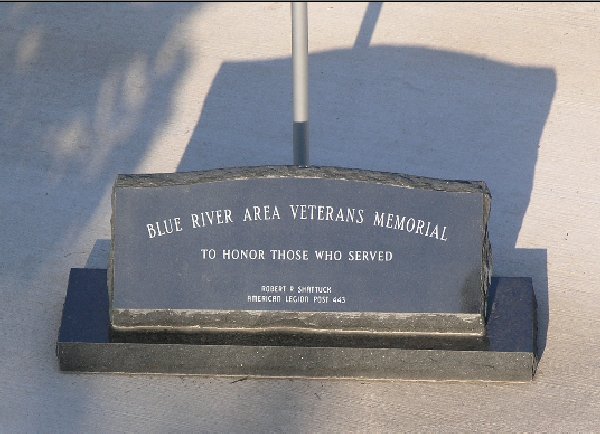 BLUE RIVER AREA VETERANS MEMORIAL
TO HONOR THOSE WHO SERVED
ROBERT R SHATTUCK
AMERICAN LEGION POST 443